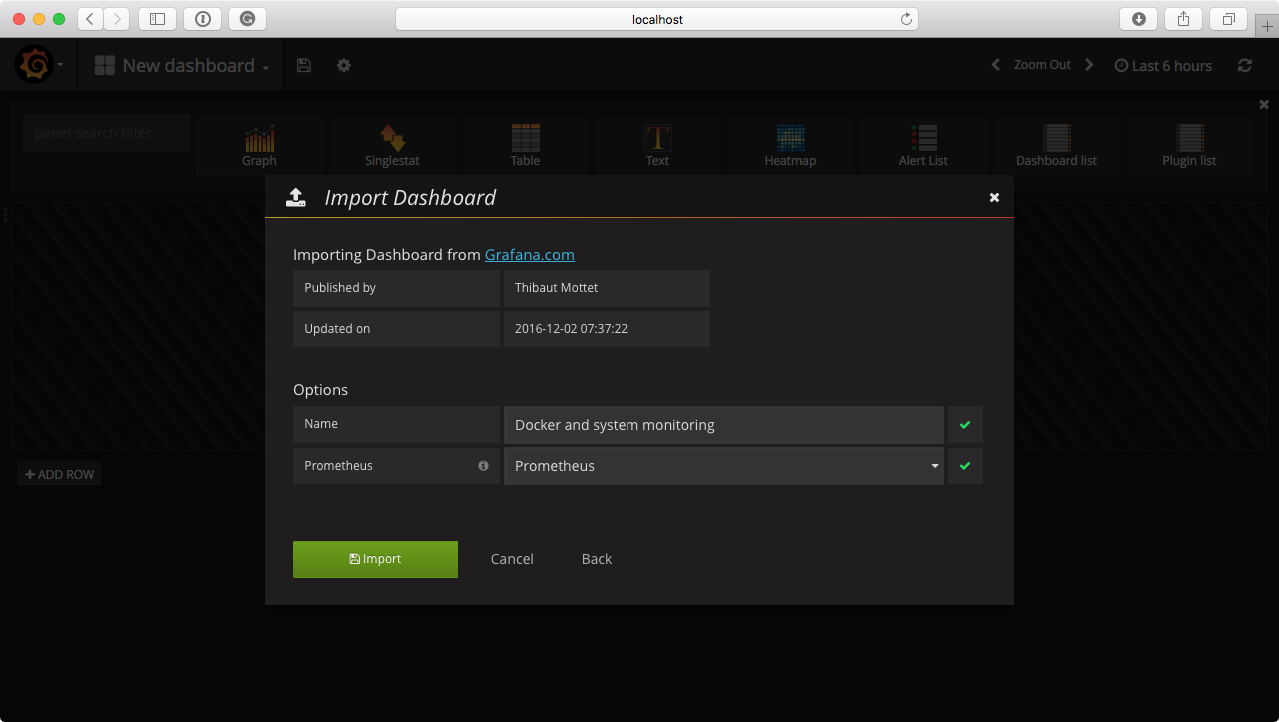 localhost
New dashboard
Zoom Out
Last 6 hours
panel search filter
Graph
Singlestat
Table
Text
Heatmap
Alert List
Dashboard list
Plugin list
Import Dashboard
Importing Dashboard from Grafana.com
Published by Thibaut Mottet
Updated on 2016-12-02 07:37:22
Options
Name Docker and system monitoring
Prometheus Prometheus
ADD ROW
Import Cancel Back